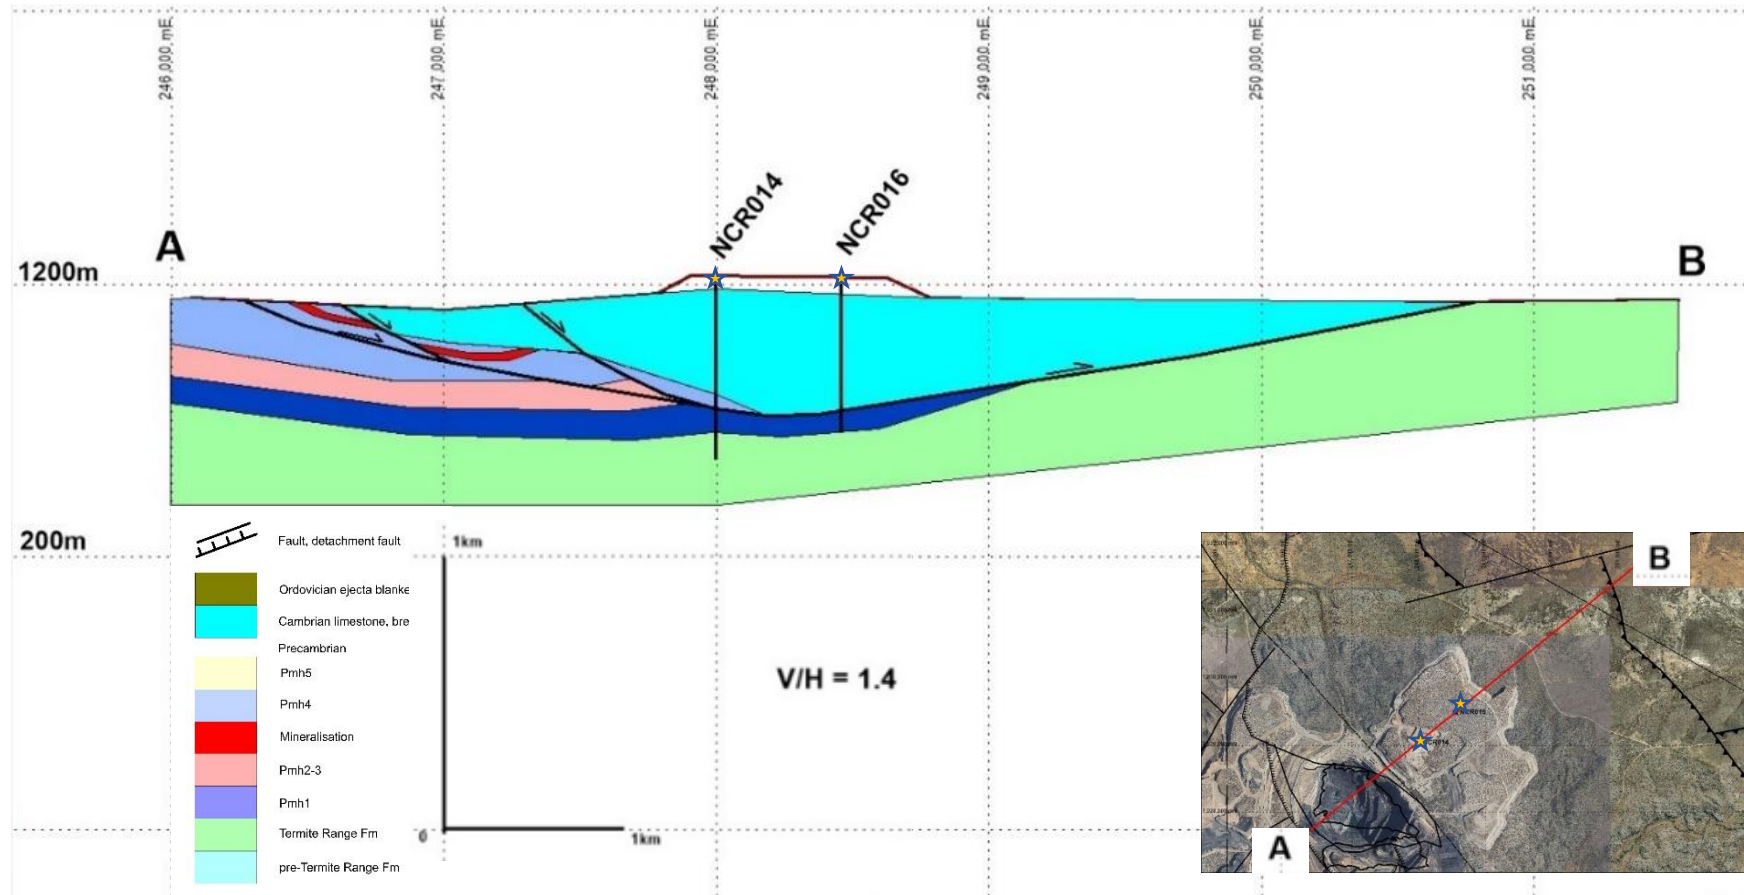 246,000.mE
247,000.mE
248,000.mE
249,000.mE
250,000.mE
251,000.mE
NCR014
NCR016
A
B
1200m
200m
Fault, detachment fault
Ordovician ejecta blanke
Cambrian limestone, bre
Precambrian
Pmh5
Pmh4
Mineralisation
Pmh2-3
Pmh1
Termite Range Fm
pre-Termite Range Fm
1km
0
1km
V/H = 1.4
B
A